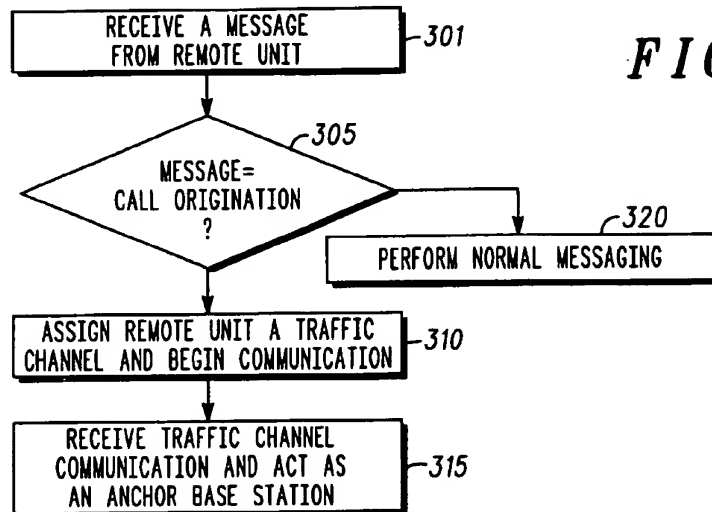 RECEIVE A MESSAGE
FROM REMOTE UNIT
301
FIG
305
MESSAGE=
CALL ORIGINATION
?
320
PERFORM NORMAL MESSAGING
ASSIGN REMOTE UNIT A TRAFFIC
CHANNEL AND BEGIN COMMUNICATION
310
RECEIVE TRAFFIC CHANNEL
COMMUNICATION AND ACT AS
AN ANCHOR BASE STATION
315